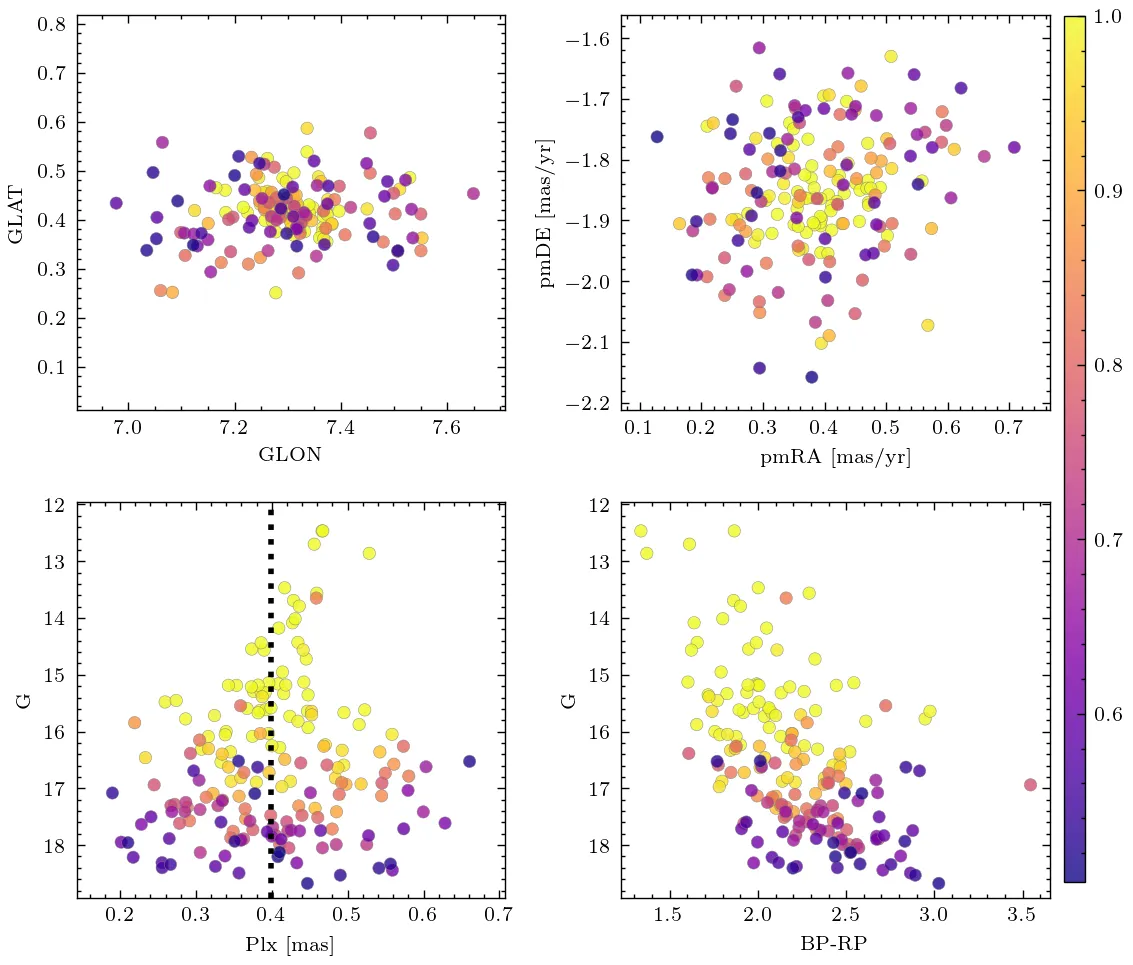 0.8
0.7
0.6
0.5
0.4
0.3
0.2
0.1
GLAT
7.0 7.2 7.4 7.6
GLON
−1.6
−1.7
−1.8
−1.9
−2.0
−2.1
−2.2
pmDE [mas/yr]
0.1 0.2 0.3 0.4 0.5 0.6 0.7
pmRA [mas/yr]
1.0
0.9
0.8
0.7
0.6
12
13
14
15
16
17
18
G
0.2 0.3 0.4 0.5 0.6 0.7
Plx [mas]
12
13
14
15
16
17
18
G
1.5 2.0 2.5 3.0 3.5
BP-RP